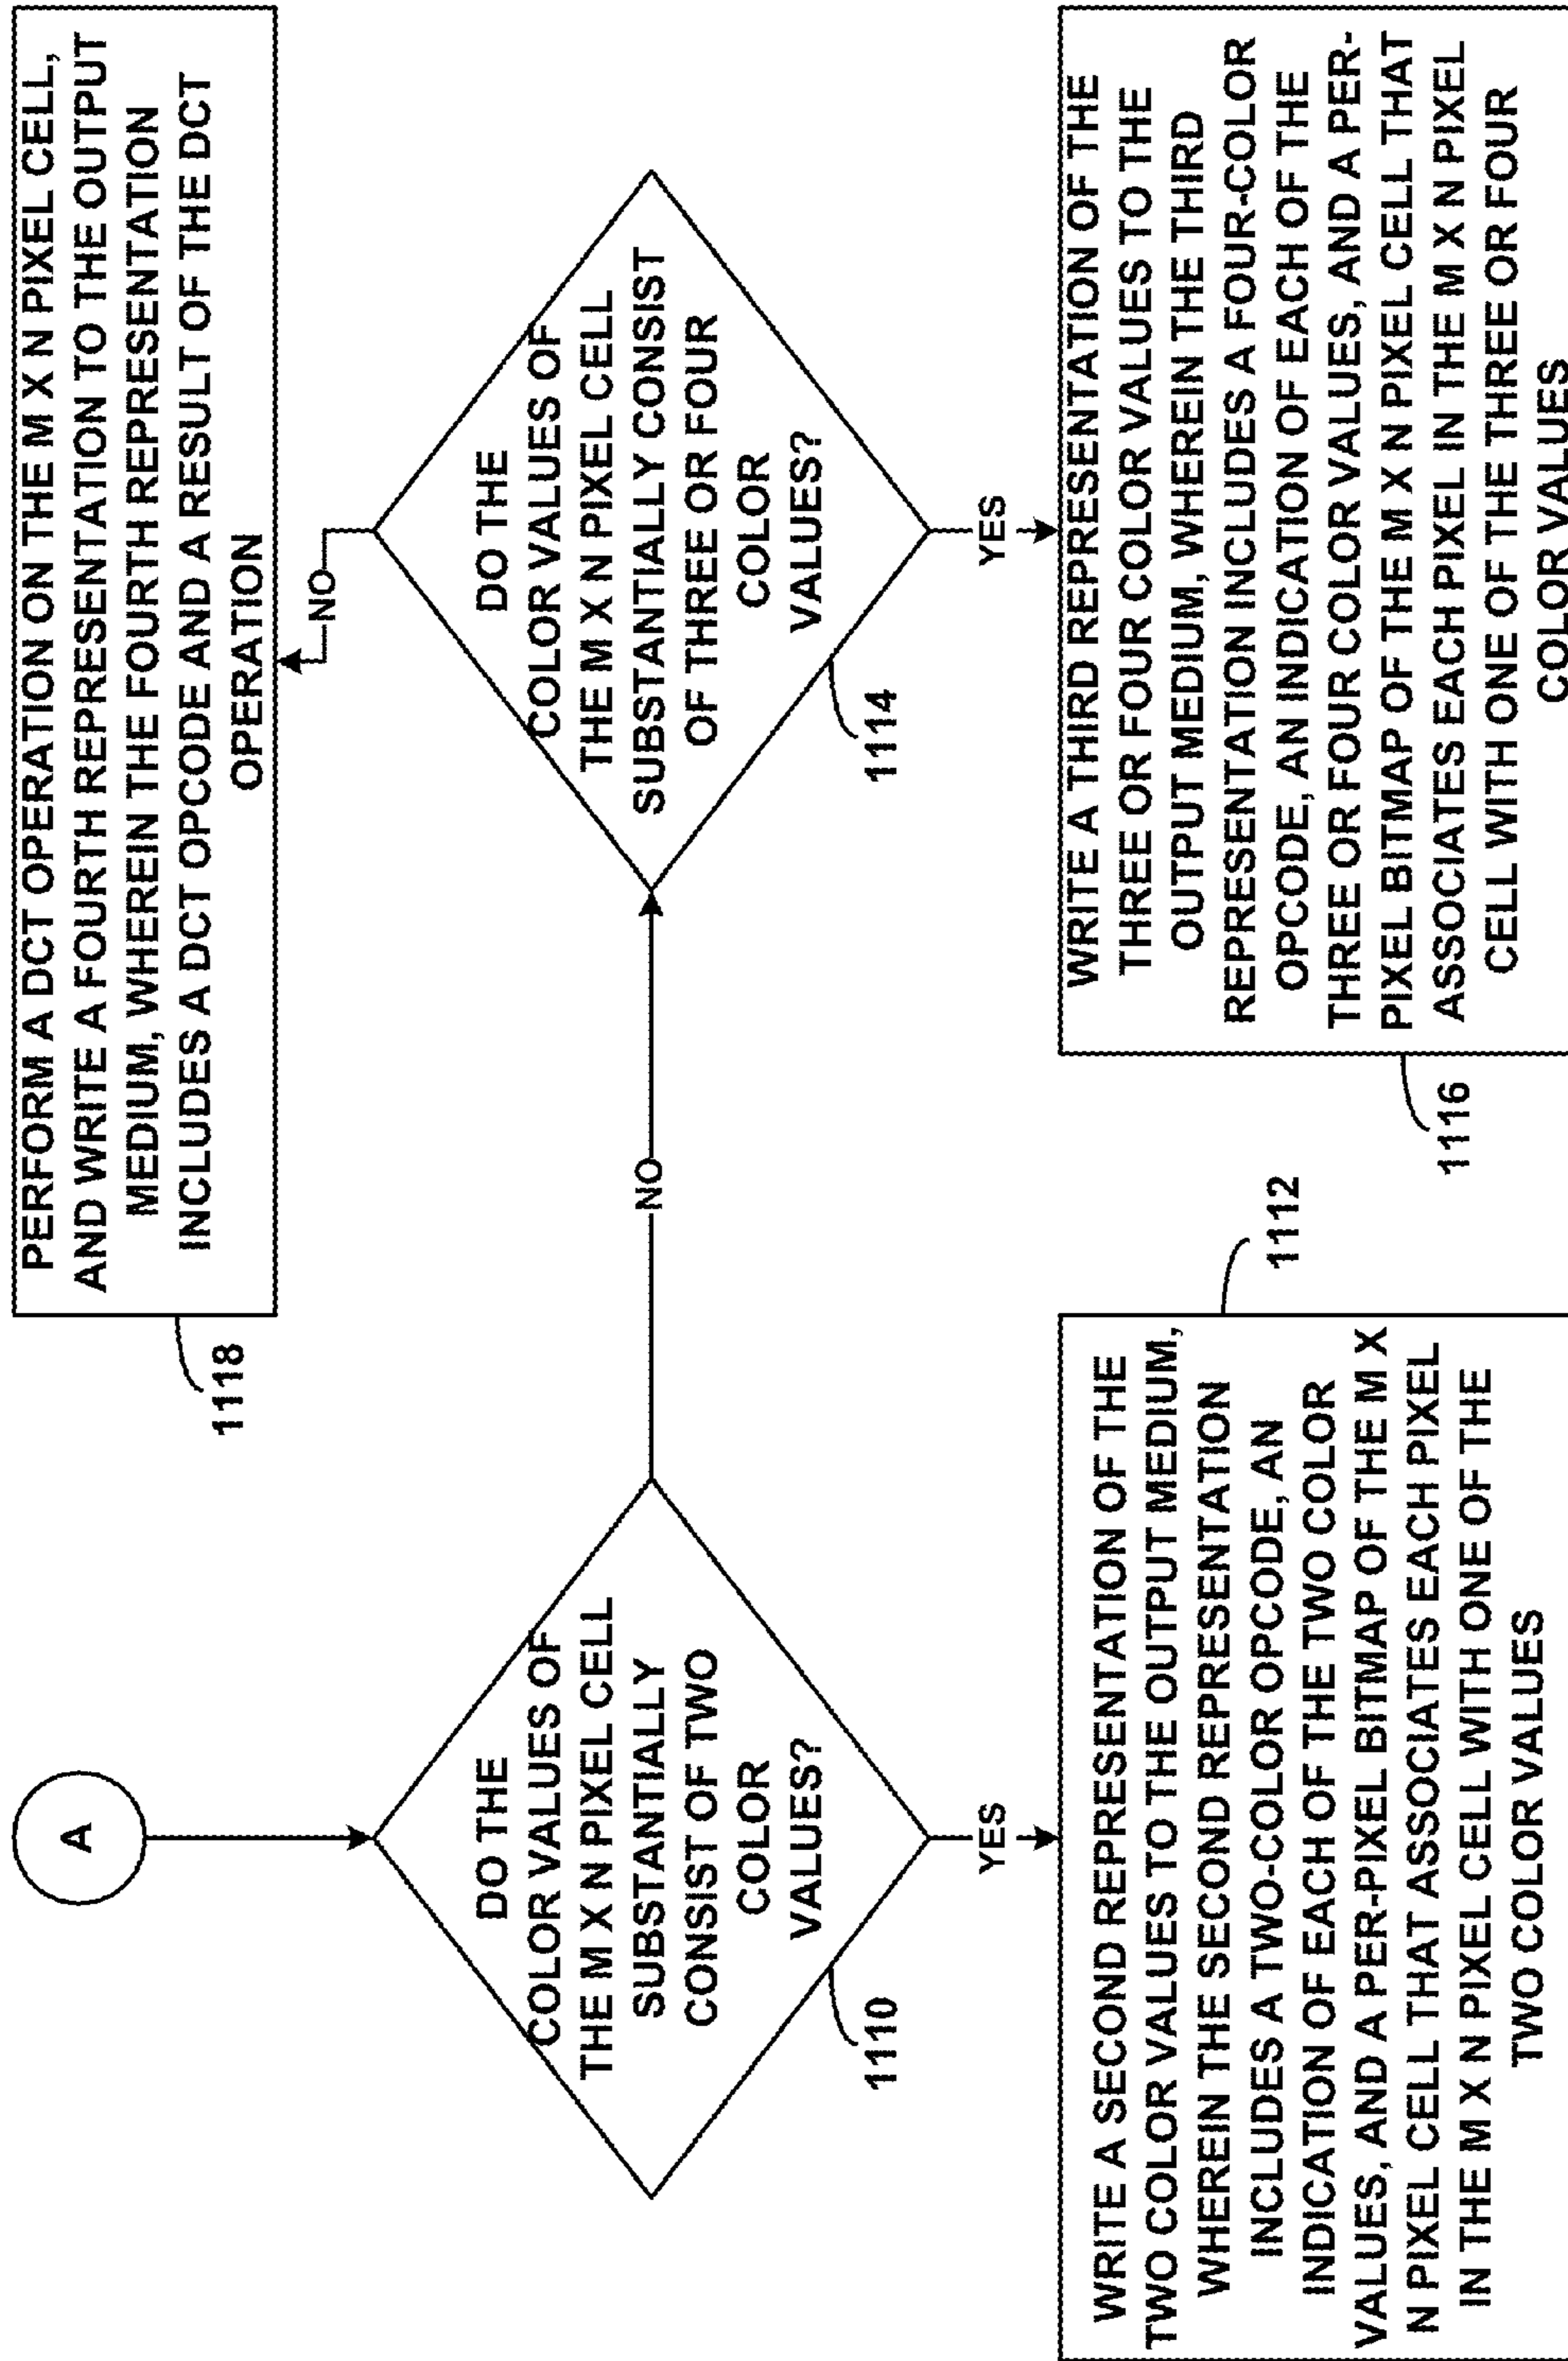 A
DO THE
COLOR VALUES OF
THE M X N PIXEL CELL
SUBSTANTIALLY
CONSIST OF TWO
COLOR
VALUES?
1110
YES
WRITE A SECOND REPRESENTATION OF THE
TWO COLOR VALUES TO THE OUTPUT MEDIUM,
WHEREIN THE SECOND REPRESENTATION
INCLUDES A TWO-COLOR OPCODE, AN
INDICATION OF EACH OF THE TWO COLOR
VALUES, AND A PER-PIXEL BITMAP OF THE M X
N PIXEL CELL THAT ASSOCIATES EACH PIXEL
IN THE M X N PIXEL CELL WITH ONE OF THE
TWO COLOR VALUES
1112
NO
DO THE
COLOR VALUES OF
THE M X N PIXEL CELL
SUBSTANTIALLY CONSIST
OF THREE OR FOUR
COLOR
VALUES?
1114
YES
WRITE A THIRD REPRESENTATION OF THE
THREE OR FOUR COLOR VALUES TO THE
OUTPUT MEDIUM, WHEREIN THE THIRD
REPRESENTATION INCLUDES A FOUR-COLOR
OPCODE, AN INDICATION OF EACH OF THE
THREE OR FOUR COLOR VALUES, AND A PER-
PIXEL BITMAP OF THE M X N PIXEL CELL THAT
ASSOCIATES EACH PIXEL IN THE M X N PIXEL
CELL WITH ONE OF THE THREE OR FOUR
COLOR VALUES
1116
NO
PERFORM A DCT OPERATION ON THE M X N PIXEL CELL,
AND WRITE A FOURTH REPRESENTATION TO THE OUTPUT
MEDIUM, WHEREIN THE FOURTH REPRESENTATION
INCLUDES A DCT OPCODE AND A RESULT OF THE DCT
OPERATION
1118